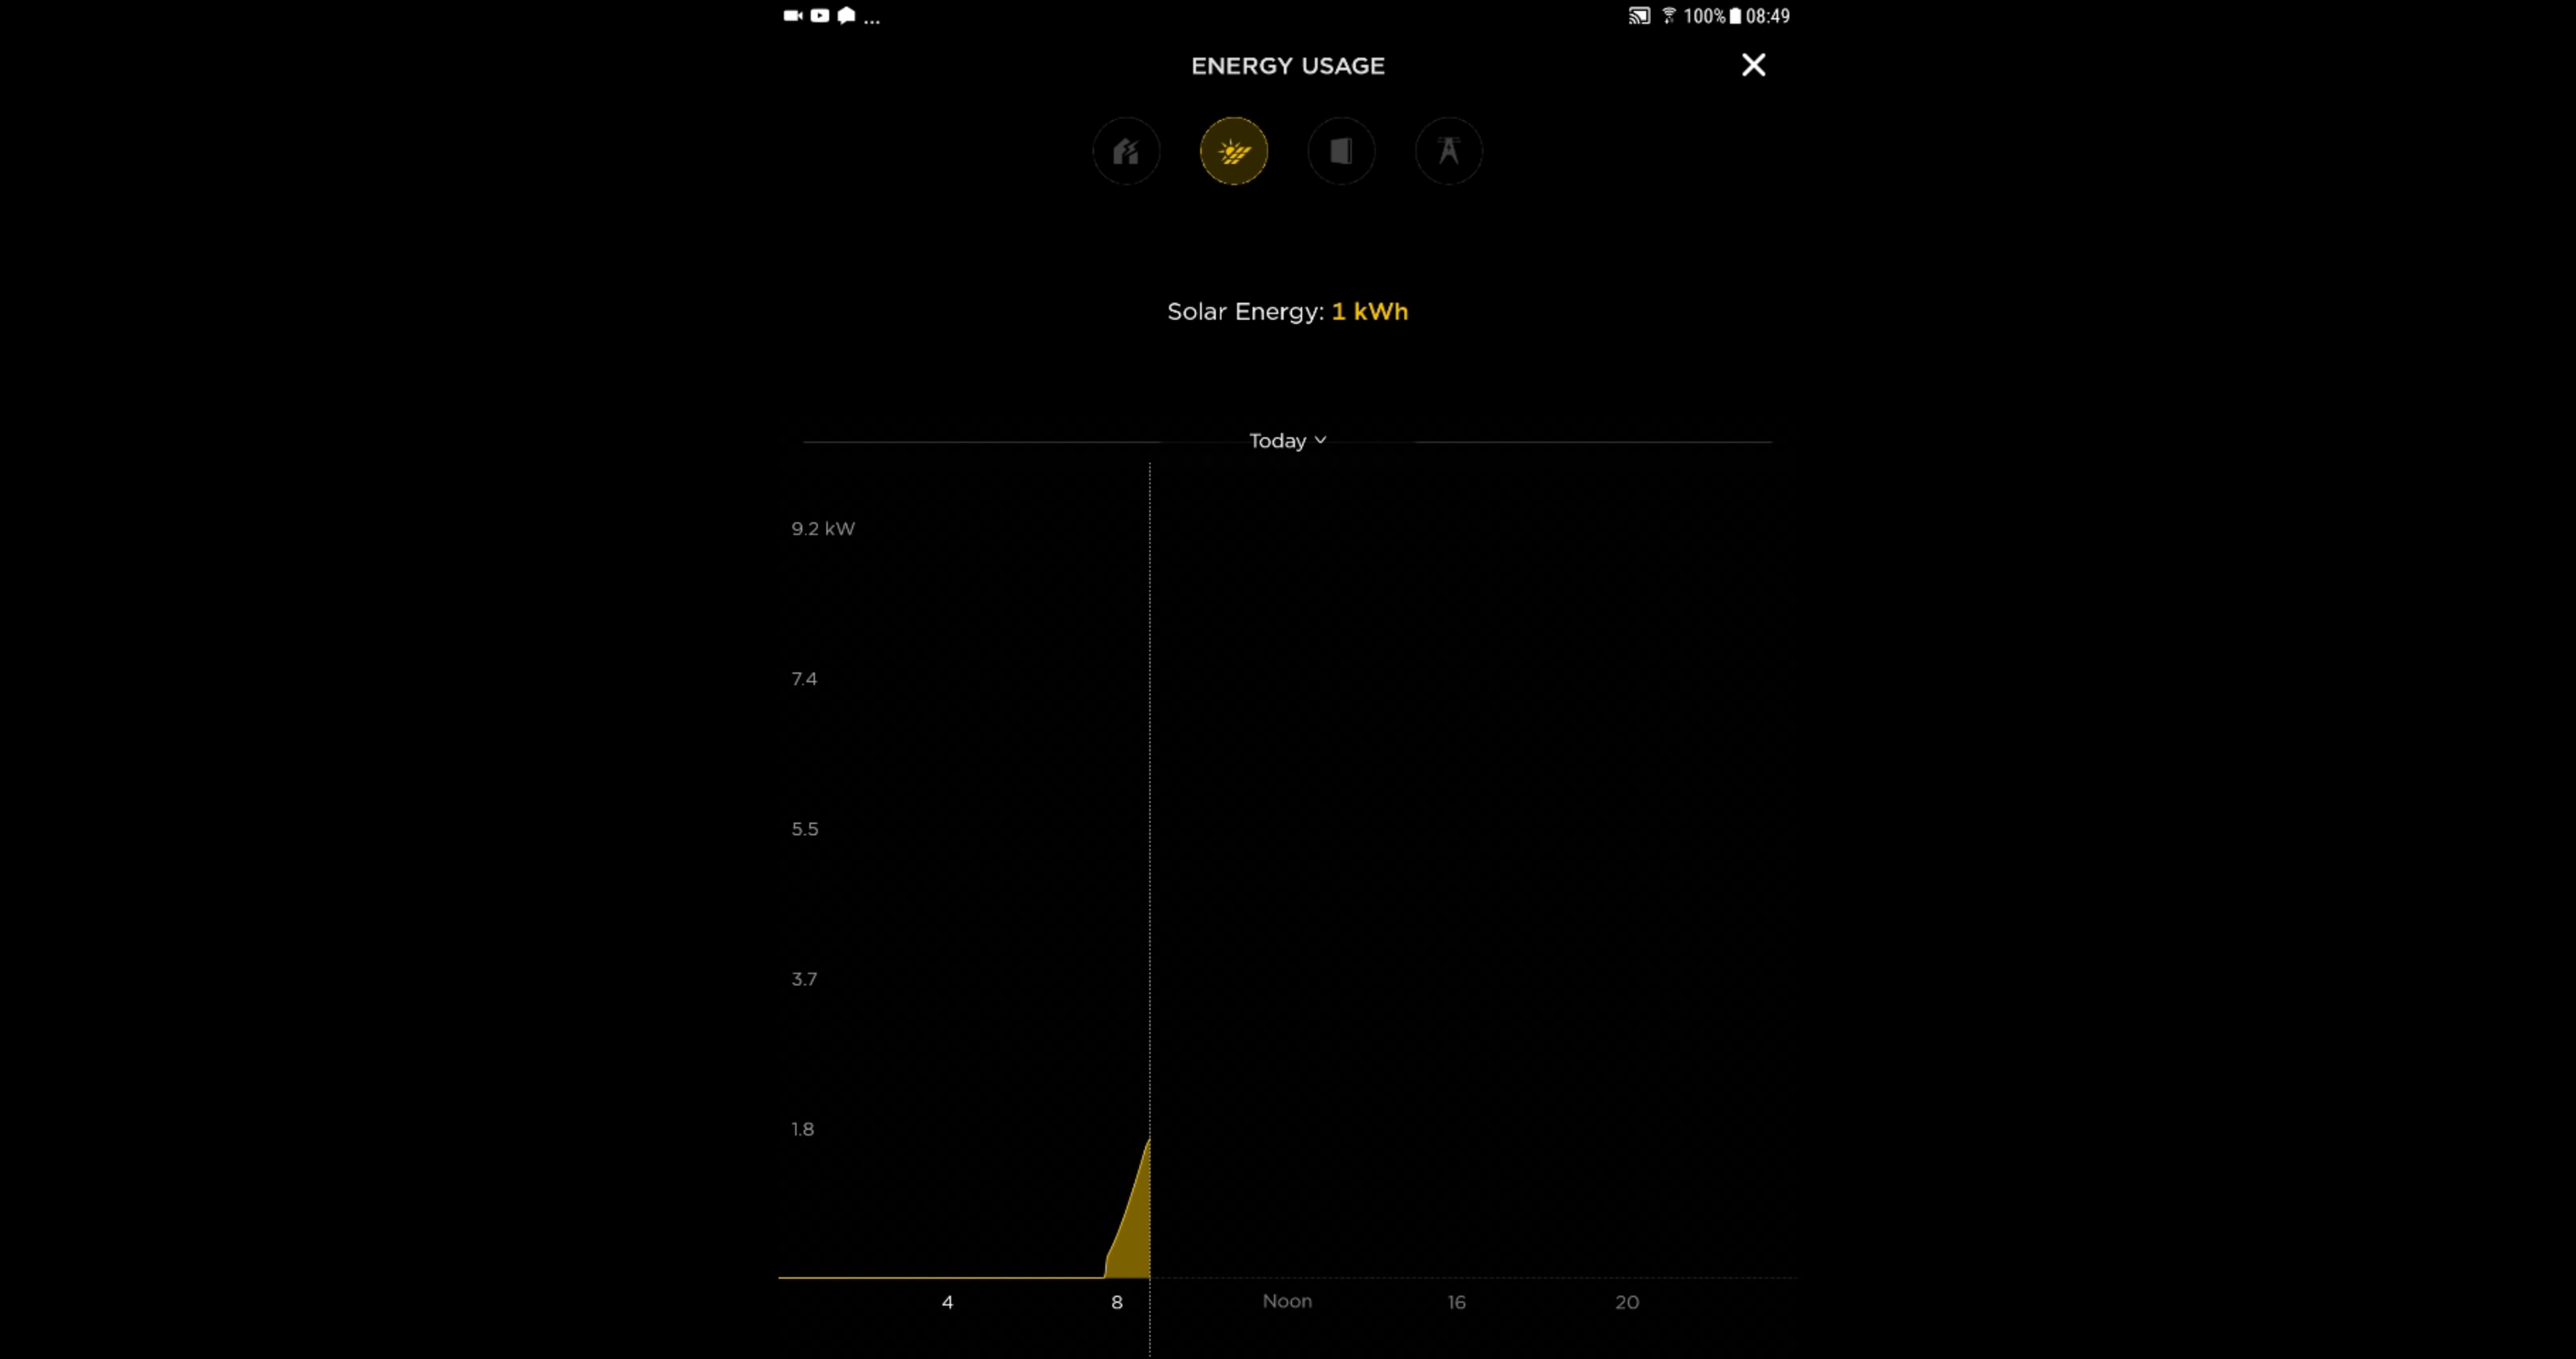 ... 100% 08:49
ENERGY USAGE
Solar Energy: 1 kWh
Today
9.2 kW
7.4
5.5
3.7
1.8
4 8 Noon 16 20